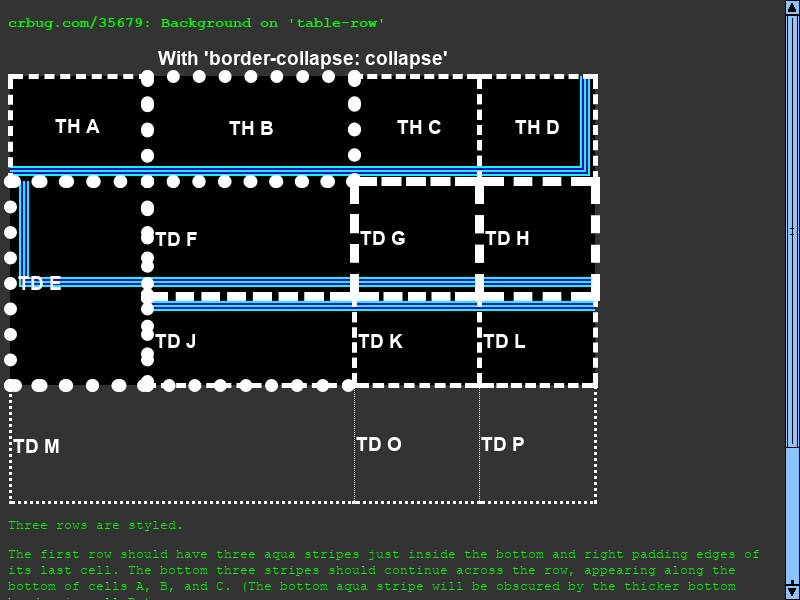 crbug.com/35679: Background on 'table-row'
With 'border-collapse: collapse'
TH A
TH B
TH C
TH D
TD E
TD F
TD G
TD H
TD J
TD K
TD L
TD M
TD O
TD P
Three rows are styled.
The first row should have three aqua stripes just inside the bottom and right padding edges of
its last cell. The bottom three stripes should continue across the row, appearing along the
bottom of cells A, B, and C. (The bottom aqua stripe will be obscured by the thicker bottom